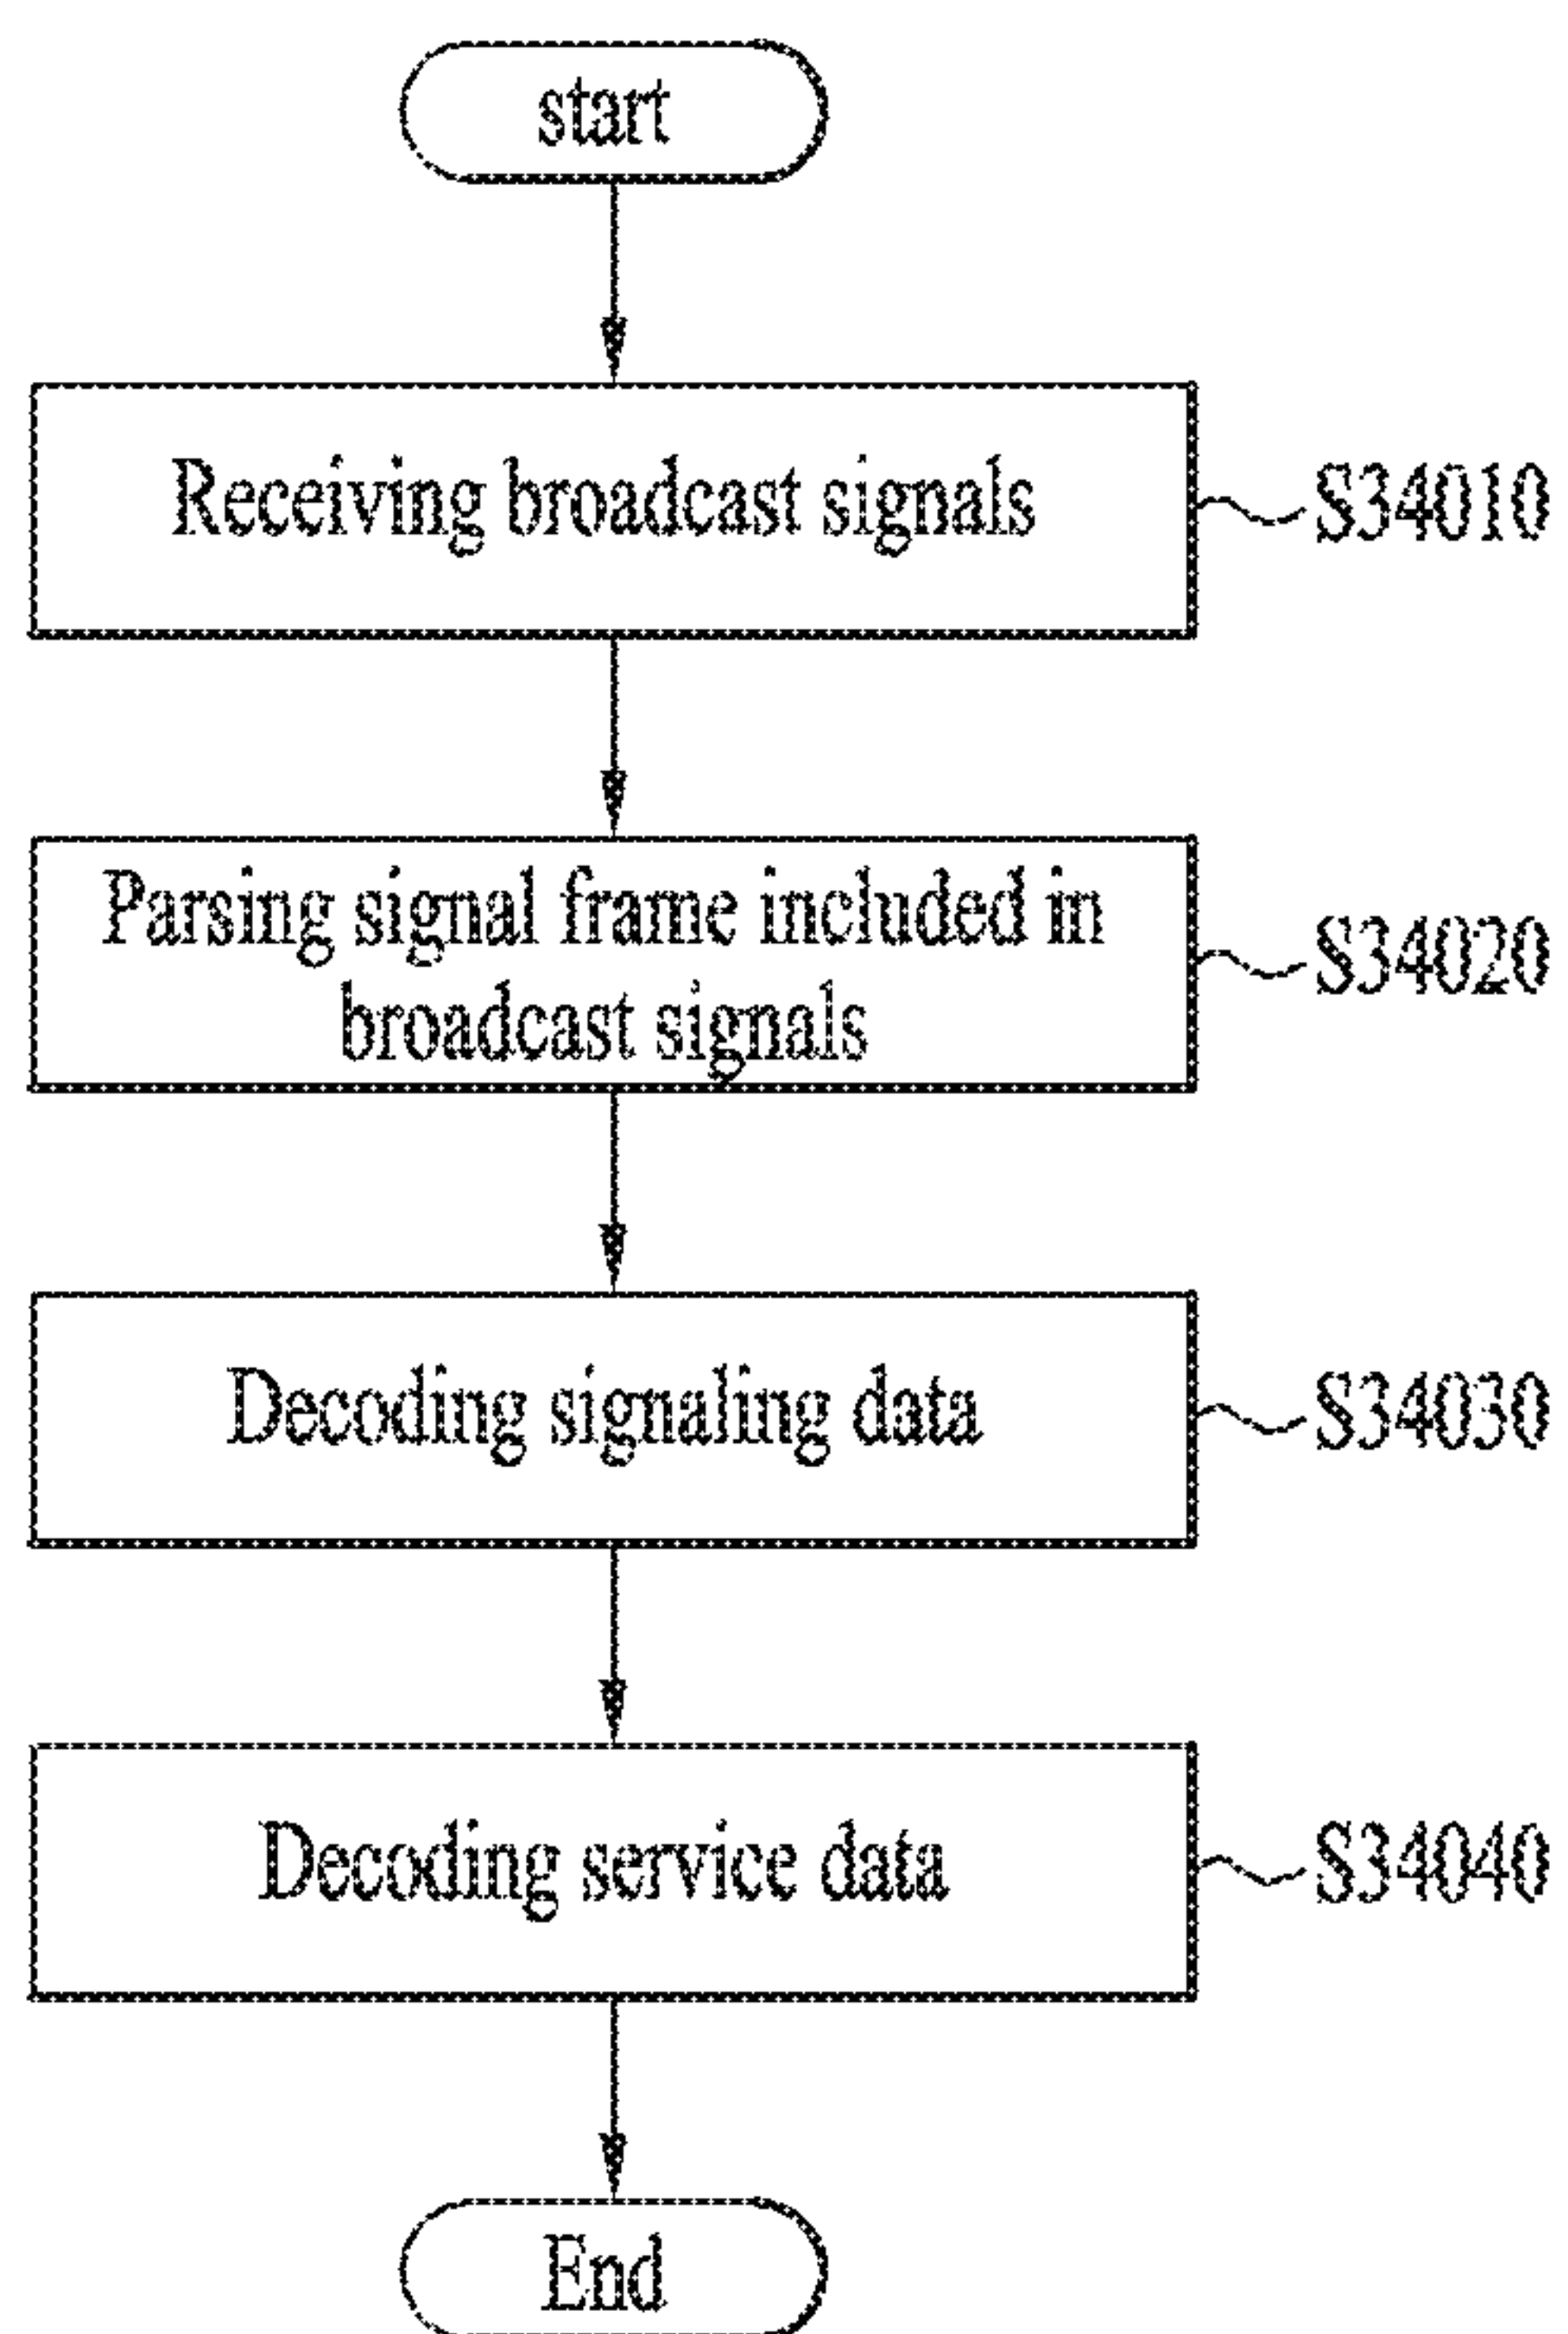 start
Receiving broadcast signals
S34010
Parsing signal frame included in
broadcast signals
S34020
Decoding signaling data
S34030
Decoding service data
S34040
End